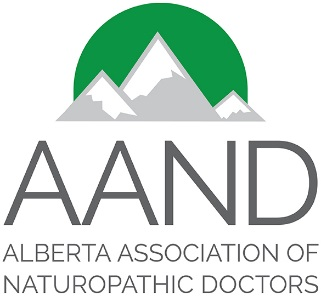 AAND
ALBERTA ASSOCIATION OF
NATUROPATHIC DOCTORS